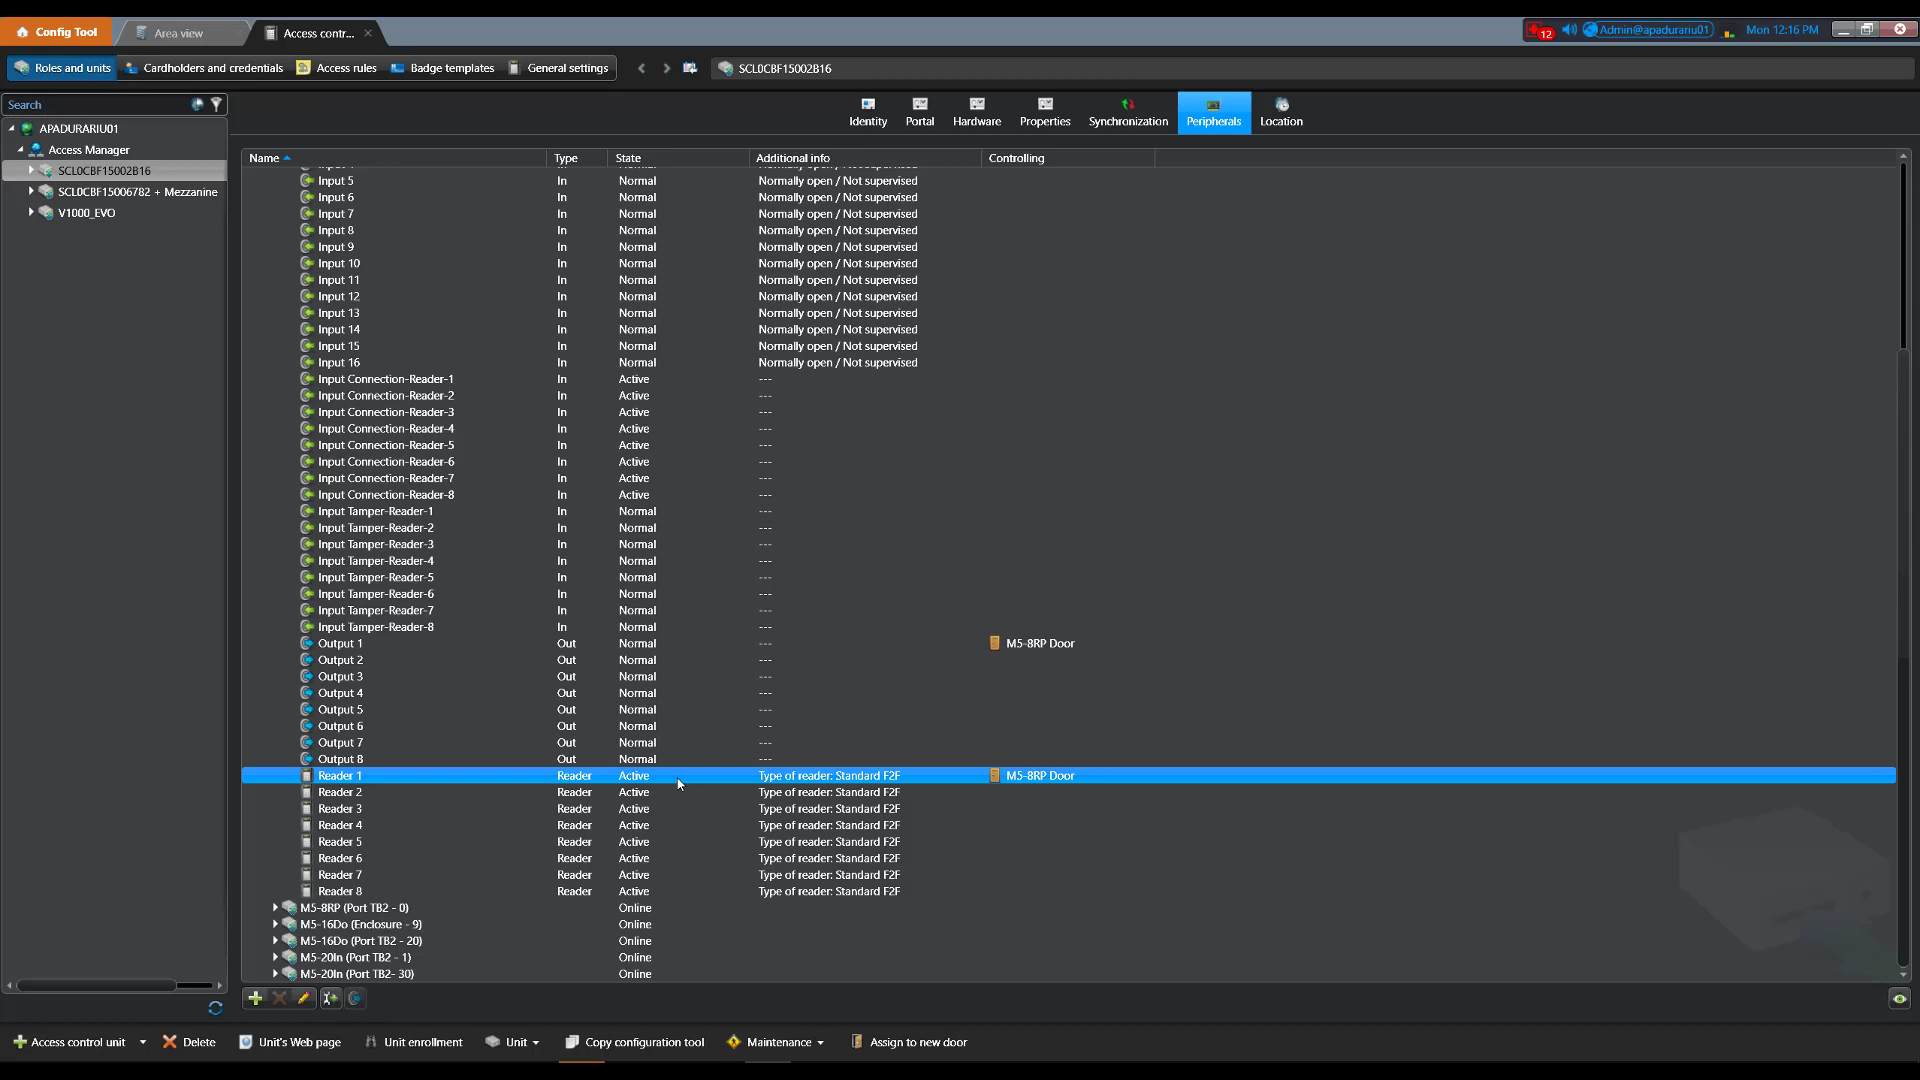 Config Tool
Area view
Access contr...
12
Admin@apadurariu01
Mon 12:16 PM
Roles and units
Cardholders and credentials
Access rules
Badge templates
General settings
SCL0CBF15002B16
Search
Identity
Portal
Hardware
Properties
Synchronization
Peripherals
Location
APADURARIU01
Access Manager
SCL0CBF15002B16
SCL0CBF15006782 + Mezzanine
V1000_EVO
Name Type State Additional info Controlling
Input 5 In Normal Normally open / Not supervised
Input 6 In Normal Normally open / Not supervised
Input 7 In Normal Normally open / Not supervised
Input 8 In Normal Normally open / Not supervised
Input 9 In Normal Normally open / Not supervised
Input 10 In Normal Normally open / Not supervised
Input 11 In Normal Normally open / Not supervised
Input 12 In Normal Normally open / Not supervised
Input 13 In Normal Normally open / Not supervised
Input 14 In Normal Normally open / Not supervised
Input 15 In Normal Normally open / Not supervised
Input 16 In Normal Normally open / Not supervised
Input Connection-Reader-1 In Active ---
Input Connection-Reader-2 In Active ---
Input Connection-Reader-3 In Active ---
Input Connection-Reader-4 In Active ---
Input Connection-Reader-5 In Active ---
Input Connection-Reader-6 In Active ---
Input Connection-Reader-7 In Active ---
Input Connection-Reader-8 In Active ---
Input Tamper-Reader-1 In Normal ---
Input Tamper-Reader-2 In Normal ---
Input Tamper-Reader-3 In Normal ---
Input Tamper-Reader-4 In Normal ---
Input Tamper-Reader-5 In Normal ---
Input Tamper-Reader-6 In Normal ---
Input Tamper-Reader-7 In Normal ---
Input Tamper-Reader-8 In Normal ---
Output 1 Out Normal --- M5-8RP Door
Output 2 Out Normal ---
Output 3 Out Normal ---
Output 4 Out Normal ---
Output 5 Out Normal ---
Output 6 Out Normal ---
Output 7 Out Normal ---
Output 8 Out Normal ---
Reader 1 Reader Active Type of reader: Standard F2F M5-8RP Door
Reader 2 Reader Active Type of reader: Standard F2F
Reader 3 Reader Active Type of reader: Standard F2F
Reader 4 Reader Active Type of reader: Standard F2F
Reader 5 Reader Active Type of reader: Standard F2F
Reader 6 Reader Active Type of reader: Standard F2F
Reader 7 Reader Active Type of reader: Standard F2F
Reader 8 Reader Active Type of reader: Standard F2F
M5-8RP (Port TB2 - 0) Online
M5-16Do (Enclosure - 9) Online
M5-16Do (Port TB2 - 20) Online
M5-20In (Port TB2 - 1) Online
M5-20In (Port TB2- 30) Online
Access control unit
Delete
Unit's Web page
Unit enrollment
Unit
Copy configuration tool
Maintenance
Assign to new door